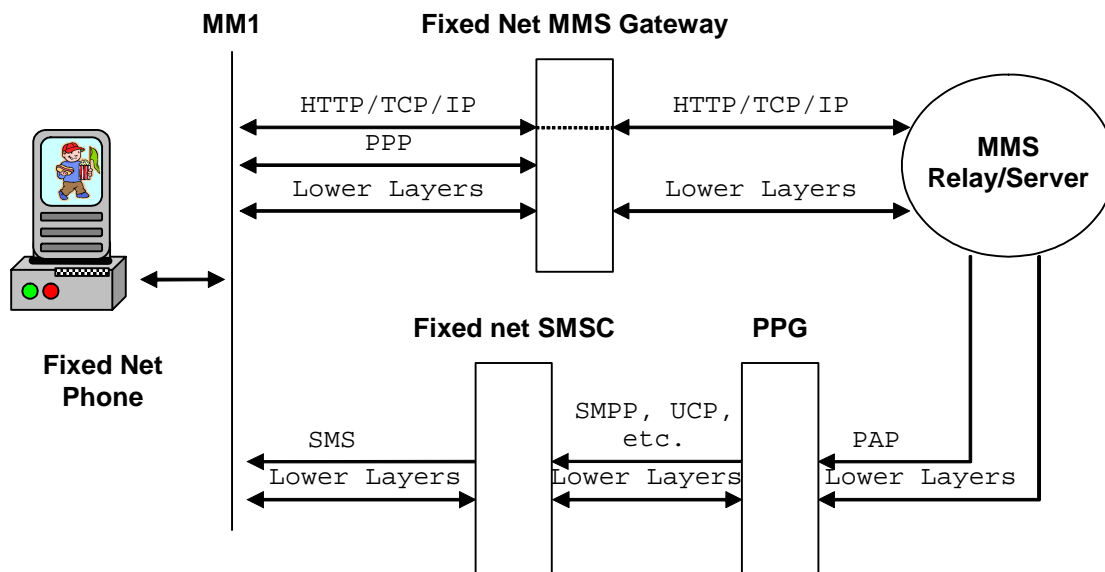 MM1
Fixed Net MMS Gateway
HTTP/TCP/IP
HTTP/TCP/IP
PPP
MMS
Relay/Server
Lower Layers
Lower Layers
Fixed net SMSC
PPG
Fixed Net
Phone
SMPP, UCP,
etc.
SMS
PAP
Lower Layers
Lower Layers
Lower Layers